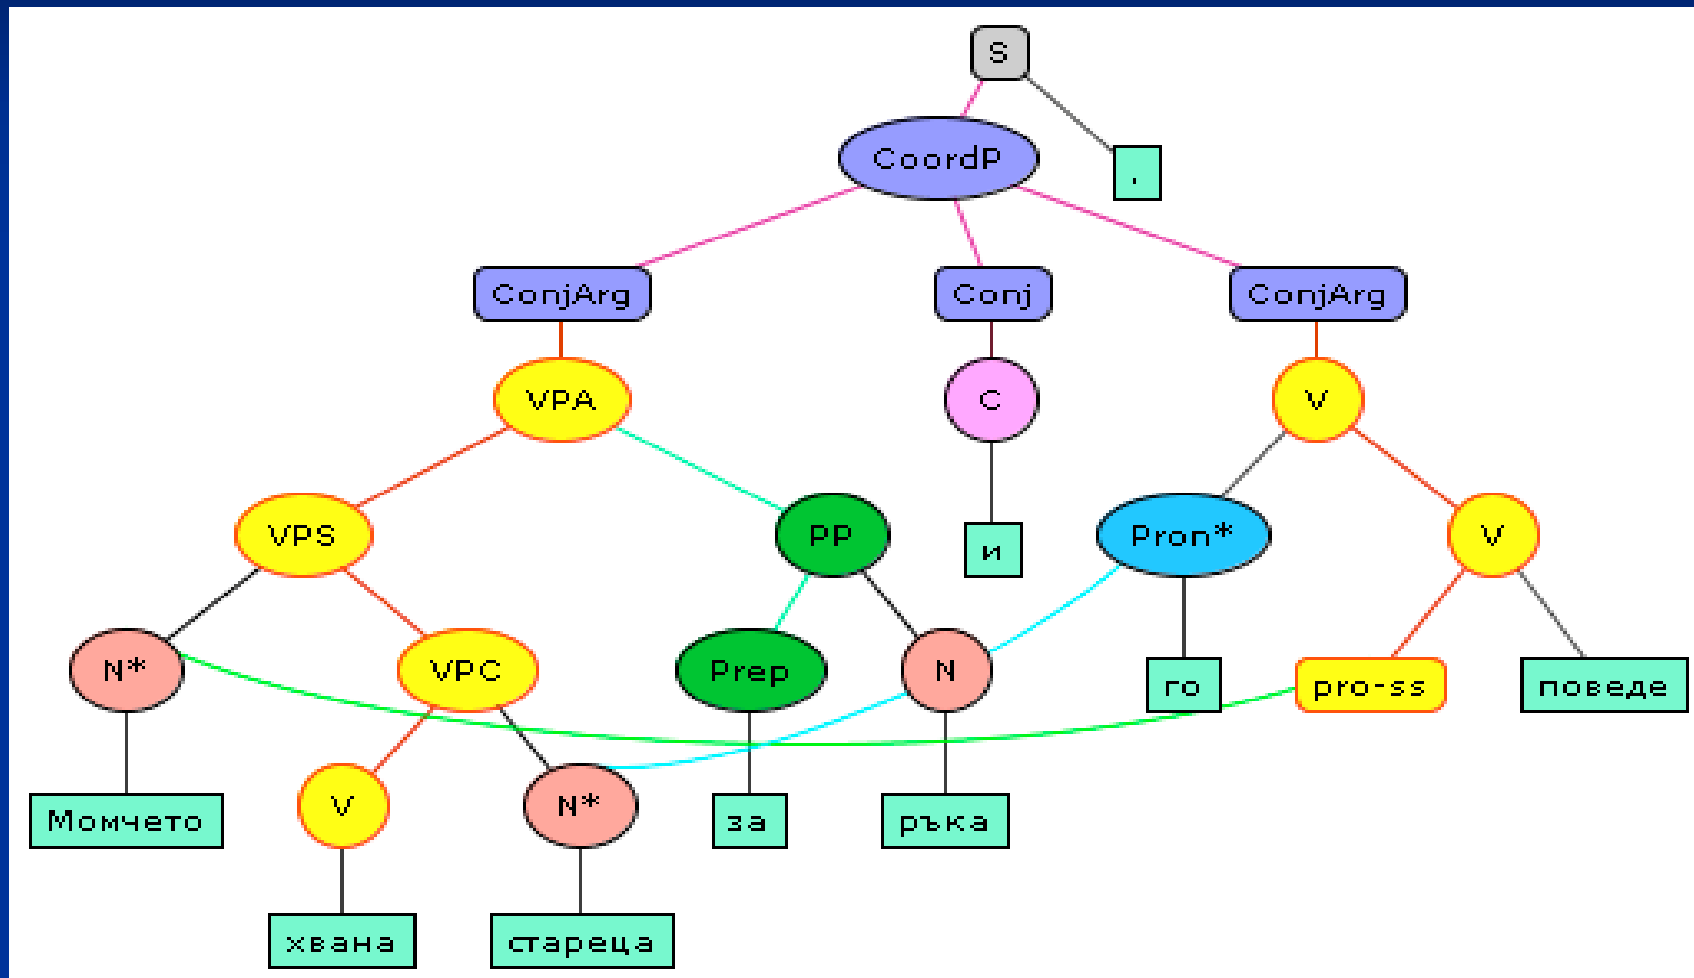 S
CoordP
.
ConjArg Conj ConjArg
VPA C V
VPS PP и Pron* V
N* VPC Prep N го pro-ss поведе
Момчето V N* за ръка
хвана стареца